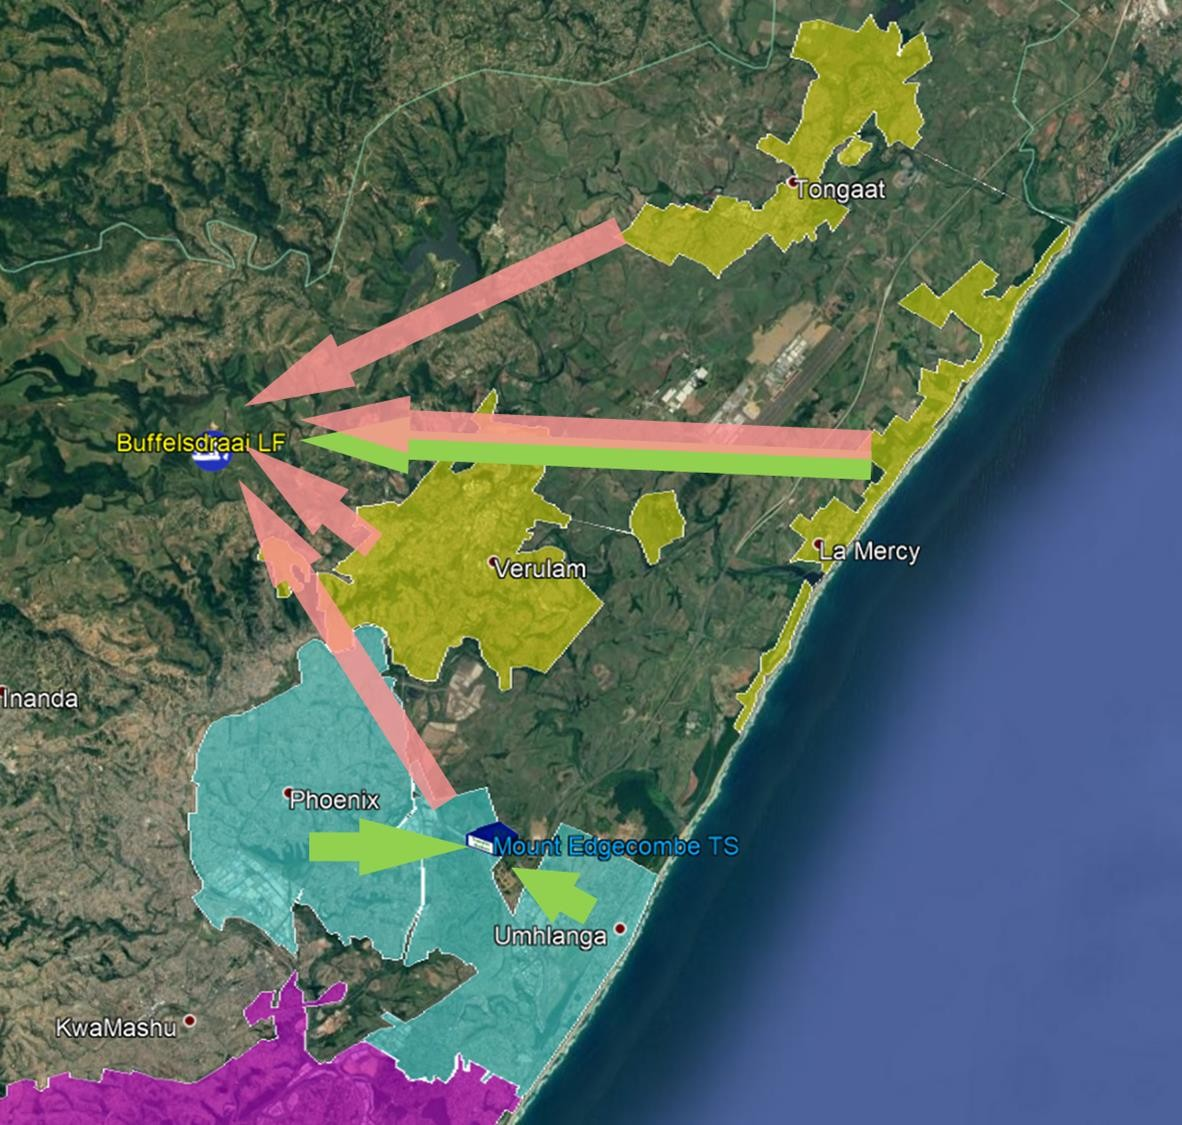 Tongaat
Buffelsdraai LF
La Mercy
Verulam
Inanda
Phoenix
Mount Edgecombe TS
Umhlanga
KwaMashu